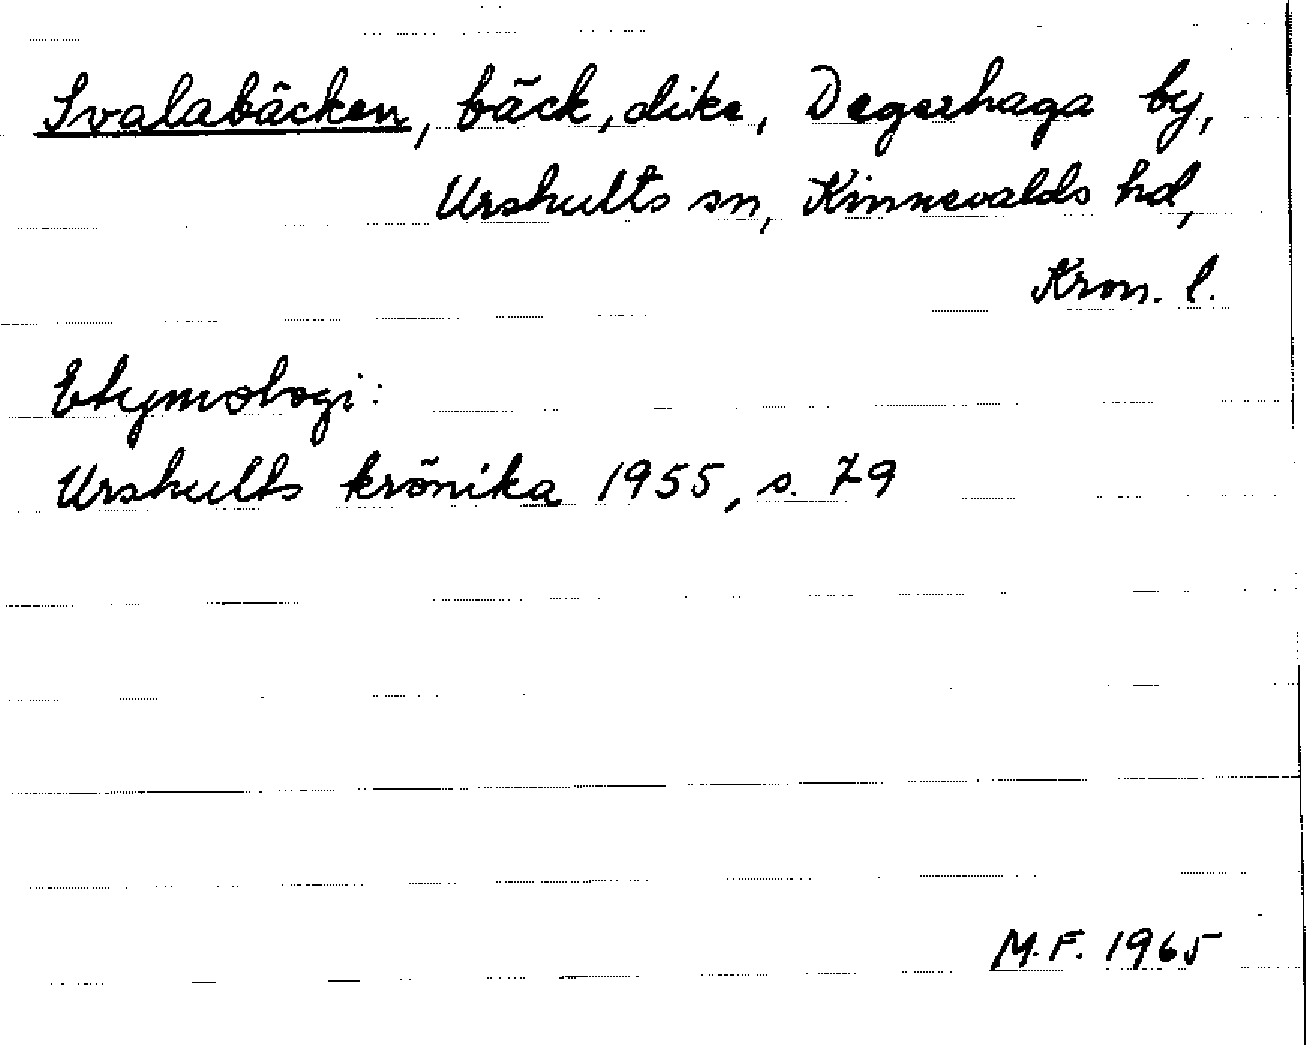 Svalabäcken, bäck, dike, Degerhaga by,
Urshults sn, Kinnevalds hd,
Kron. l.
Etymologi:
Urshults krönika 1955, s. 79
M.F. 1965